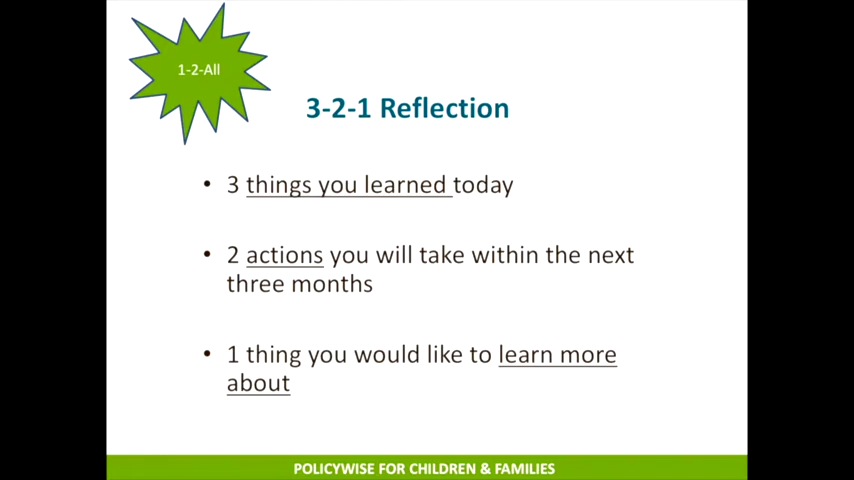 1-2-All
3-2-1 Reflection
• 3 things you learned today
• 2 actions you will take within the next
three months
• 1 thing you would like to learn more
about
POLICYWISE FOR CHILDREN & FAMILIES